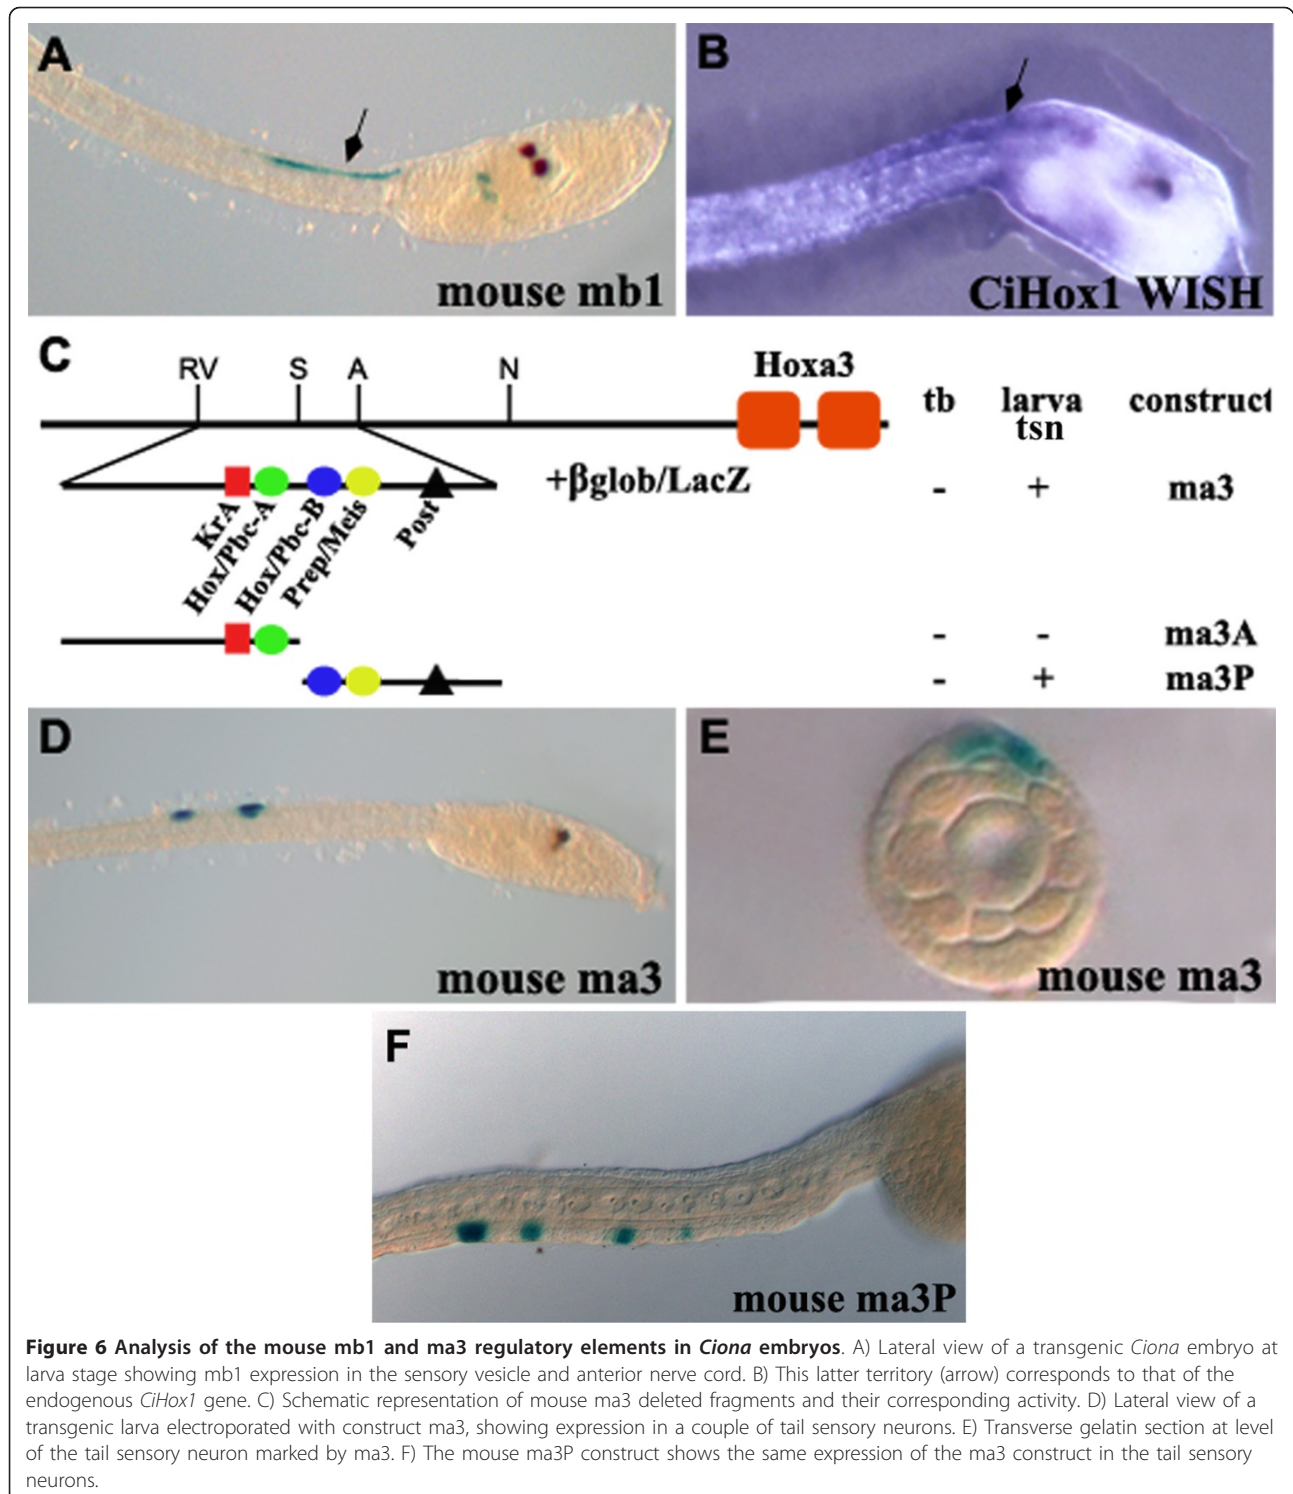 A
mouse mb1
B
CiHox1 WISH
C
RV S A N
Hoxa3
tb larva tsn construct
+βglob/LacZ
- + ma3
KrA
Hox/Pbc-A
Hox/Pbc-B
Prep/Meis
Post
- - ma3A
- + ma3P
D
mouse ma3
E
mouse ma3
F
mouse ma3P
Figure 6 Analysis of the mouse mb1 and ma3 regulatory elements in Ciona embryos. A) Lateral view of a transgenic Ciona embryo at
larva stage showing mb1 expression in the sensory vesicle and anterior nerve cord. B) This latter territory (arrow) corresponds to that of the
endogenous CiHox1 gene. C) Schematic representation of mouse ma3 deleted fragments and their corresponding activity. D) Lateral view of a
transgenic larva electroporated with construct ma3, showing expression in a couple of tail sensory neurons. E) Transverse gelatin section at level
of the tail sensory neuron marked by ma3. F) The mouse ma3P construct shows the same expression of the ma3 construct in the tail sensory
neurons.